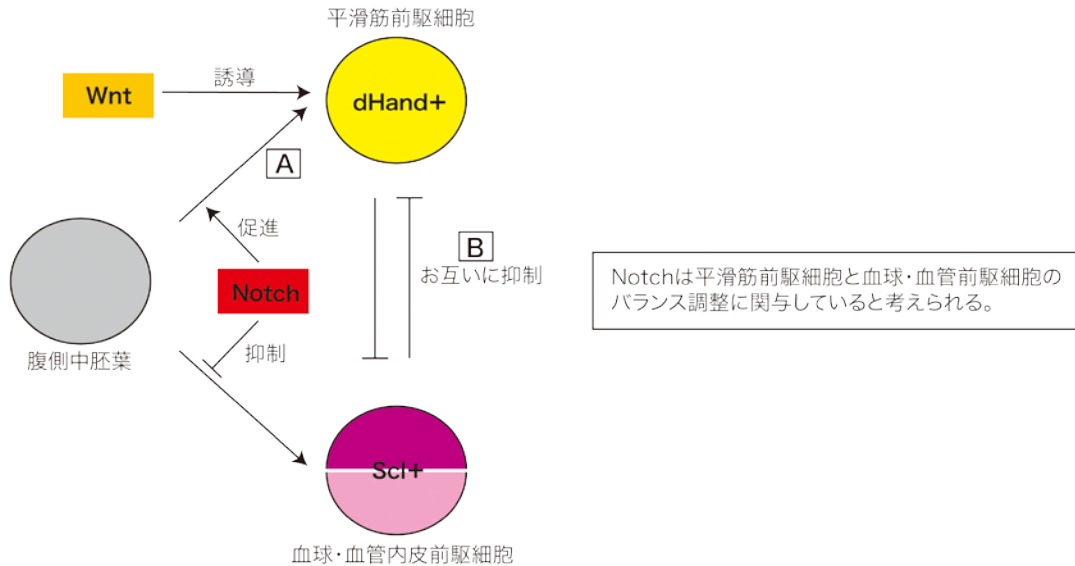 平滑筋前駆細胞
誘導
Wnt
dHand+
A
促進
B
お互いに抑制
Notch
Notchは平滑筋前駆細胞と血球・血管前駆細胞の
バランス調整に関与していると考えられる。
抑制
腹側中胚葉
Scl+
血球・血管内皮前駆細胞